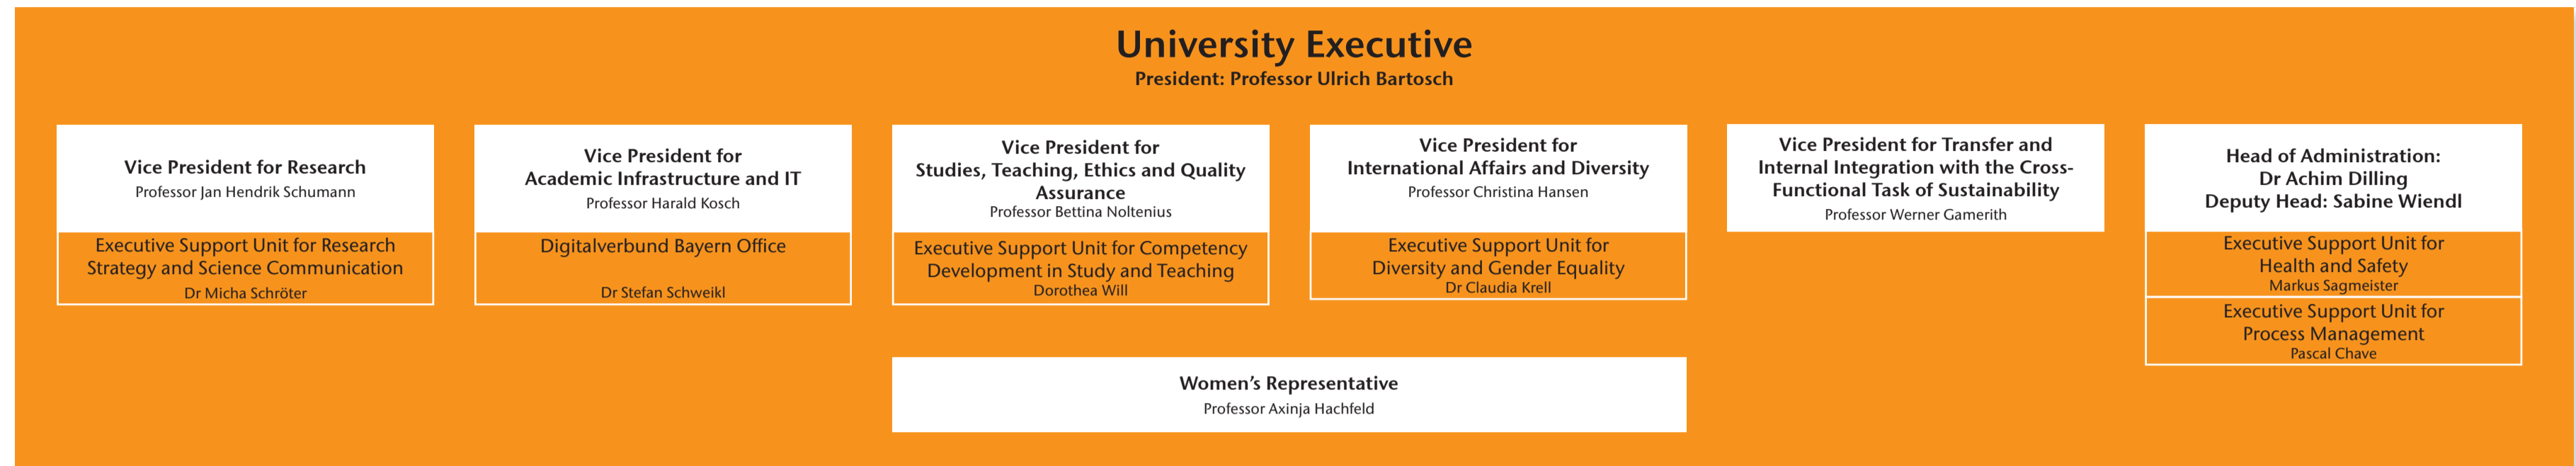 University Executive
President: Professor Ulrich Bartosch
Vice President for Research
Professor Jan Hendrik Schumann
Executive Support Unit for Research
Strategy and Science Communication
Dr Micha Schröter
Vice President for
Academic Infrastructure and IT
Professor Harald Kosch
Digitalverbund Bayern Office
Dr Stefan Schweikl
Vice President for
Studies, Teaching, Ethics and Quality
Assurance
Professor Bettina Noltenius
Executive Support Unit for Competency
Development in Study and Teaching
Dorothea Will
Vice President for
International Affairs and Diversity
Professor Christina Hansen
Executive Support Unit for
Diversity and Gender Equality
Dr Claudia Krell
Vice President for Transfer and
Internal Integration with the Cross-
Functional Task of Sustainability
Professor Werner Gamerith
Head of Administration:
Dr Achim Dilling
Deputy Head: Sabine Wiendl
Executive Support Unit for
Health and Safety
Markus Sagmeister
Executive Support Unit for
Process Management
Pascal Chave
Women’s Representative
Professor Axinja Hachfeld